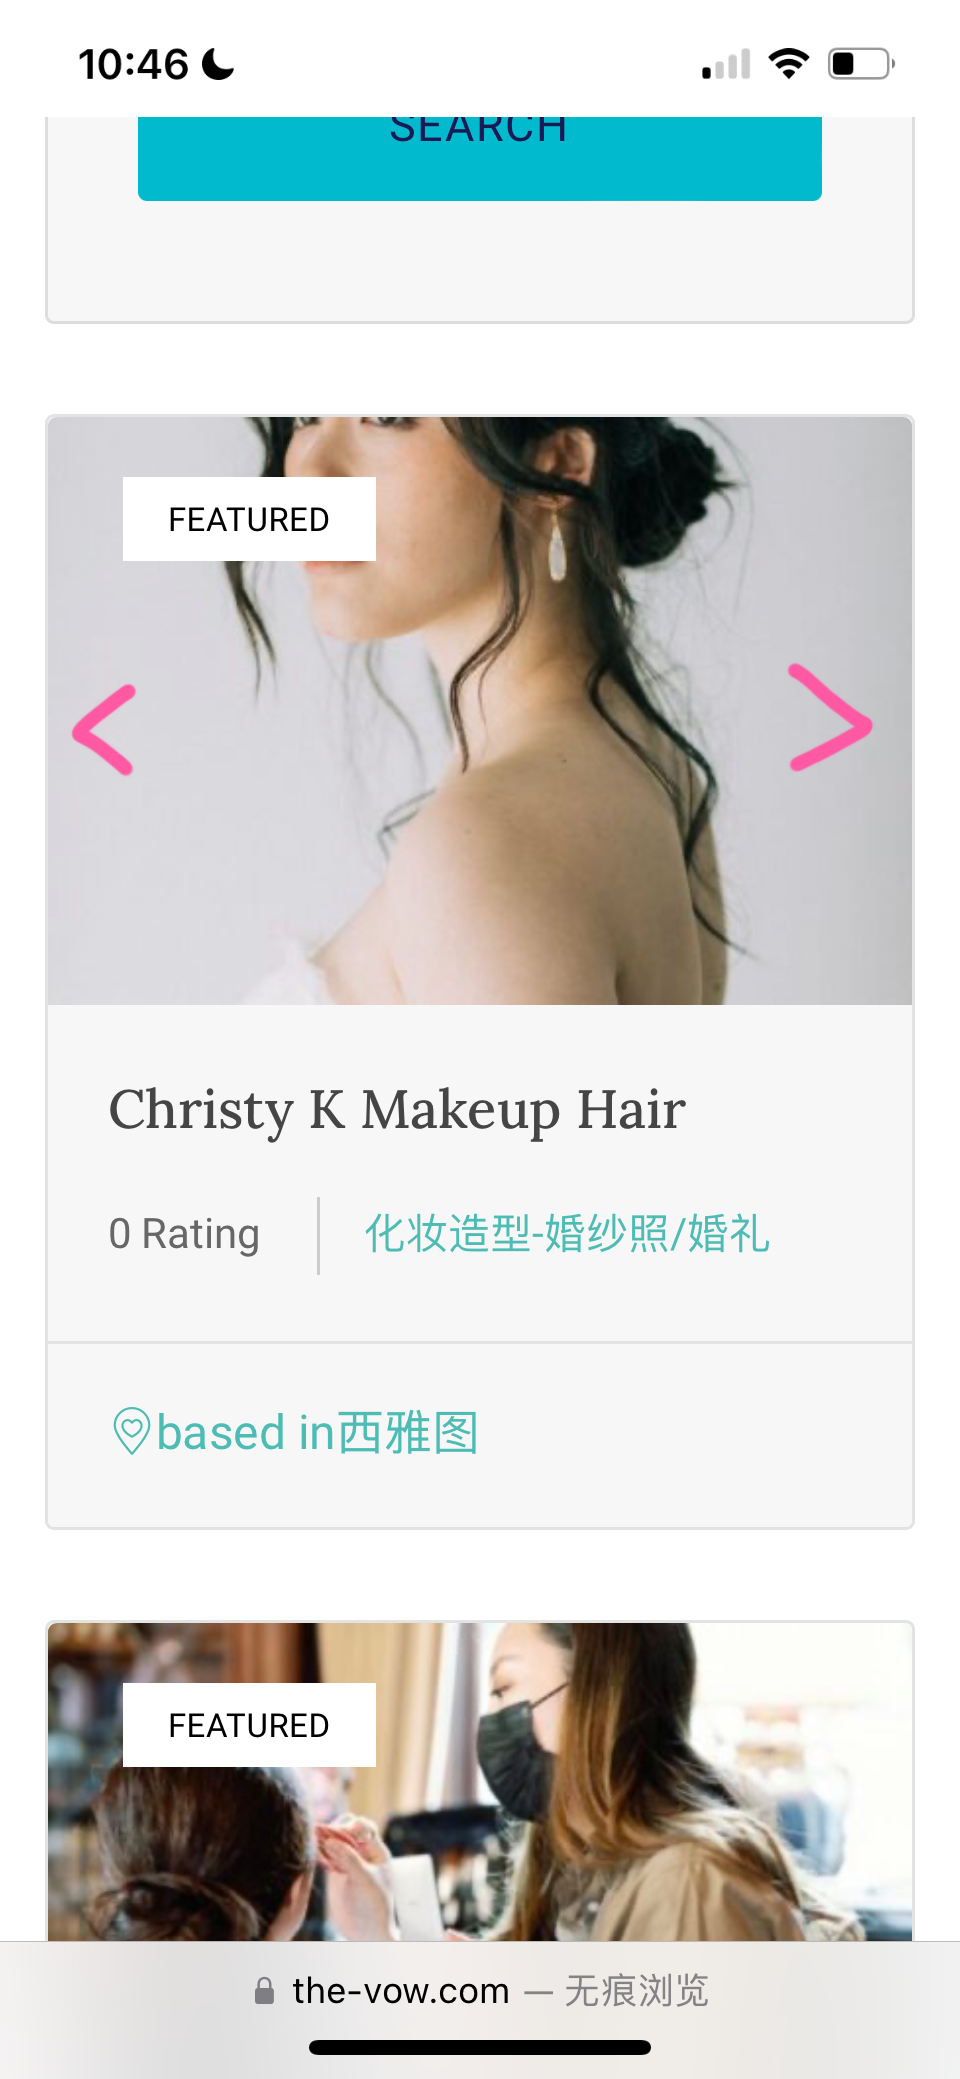 10:46
SEARCH
FEATURED
Christy K Makeup Hair
0 Rating
化妆造型-婚纱照/婚礼
based in西雅图
FEATURED
the-vow.com — 无痕浏览